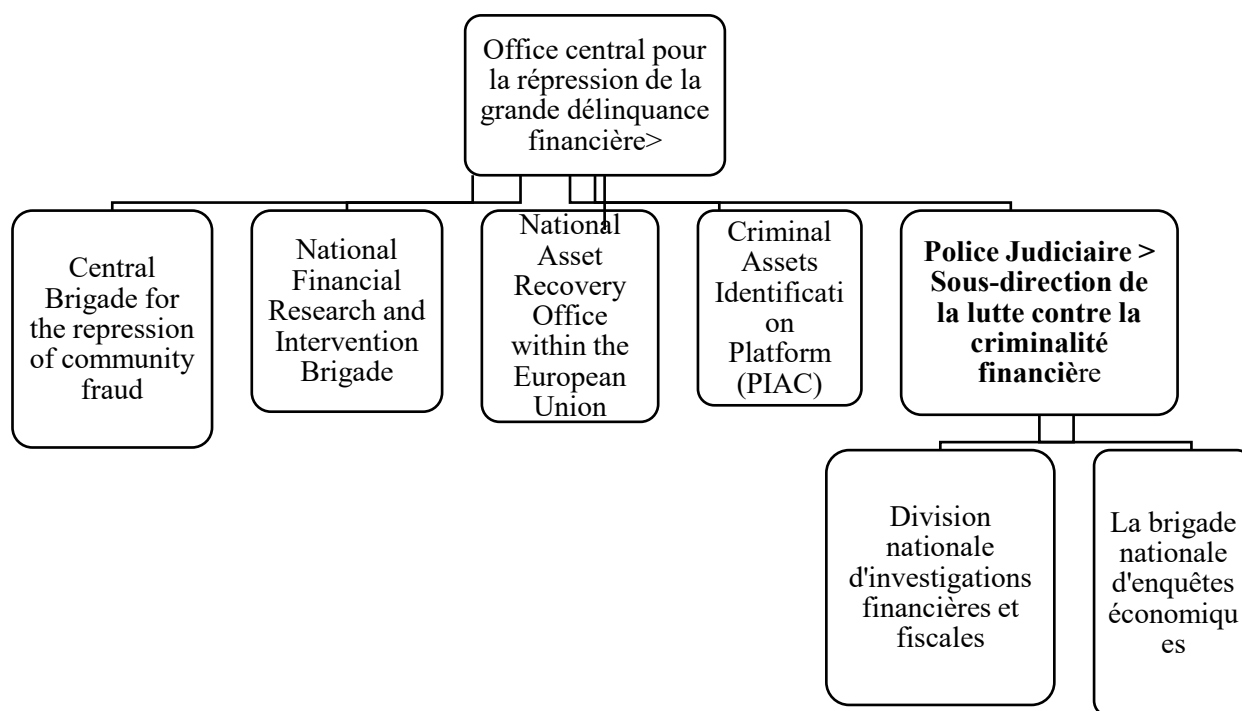 Office central pour
la répression de la
grande délinquance
financière>
Central
Brigade for
the repression
of community
fraud
National
Financial
Research and
Intervention
Brigade
National
Asset
Recovery
Office
within the
European
Union
Criminal
Assets
Identificati
on
Platform
(PIAC)
Police Judiciaire >
Sous-direction de
la lutte contre la
criminalité
financière
Division
nationale
d'investigations
financières et
fiscales
La brigade
nationale
d'enquêtes
économiqu
es